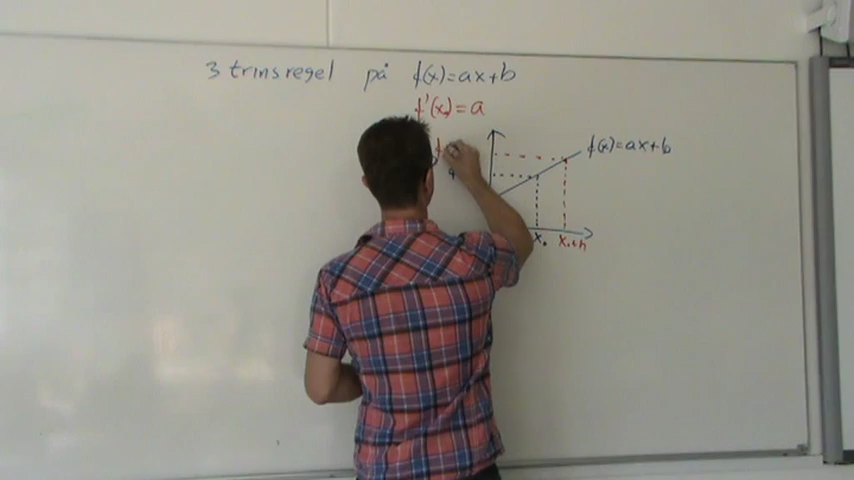 3 trinsregel på f(x)=ax+b
f'(x₀)=a
f(x)=ax+b
x₀ x₀+h